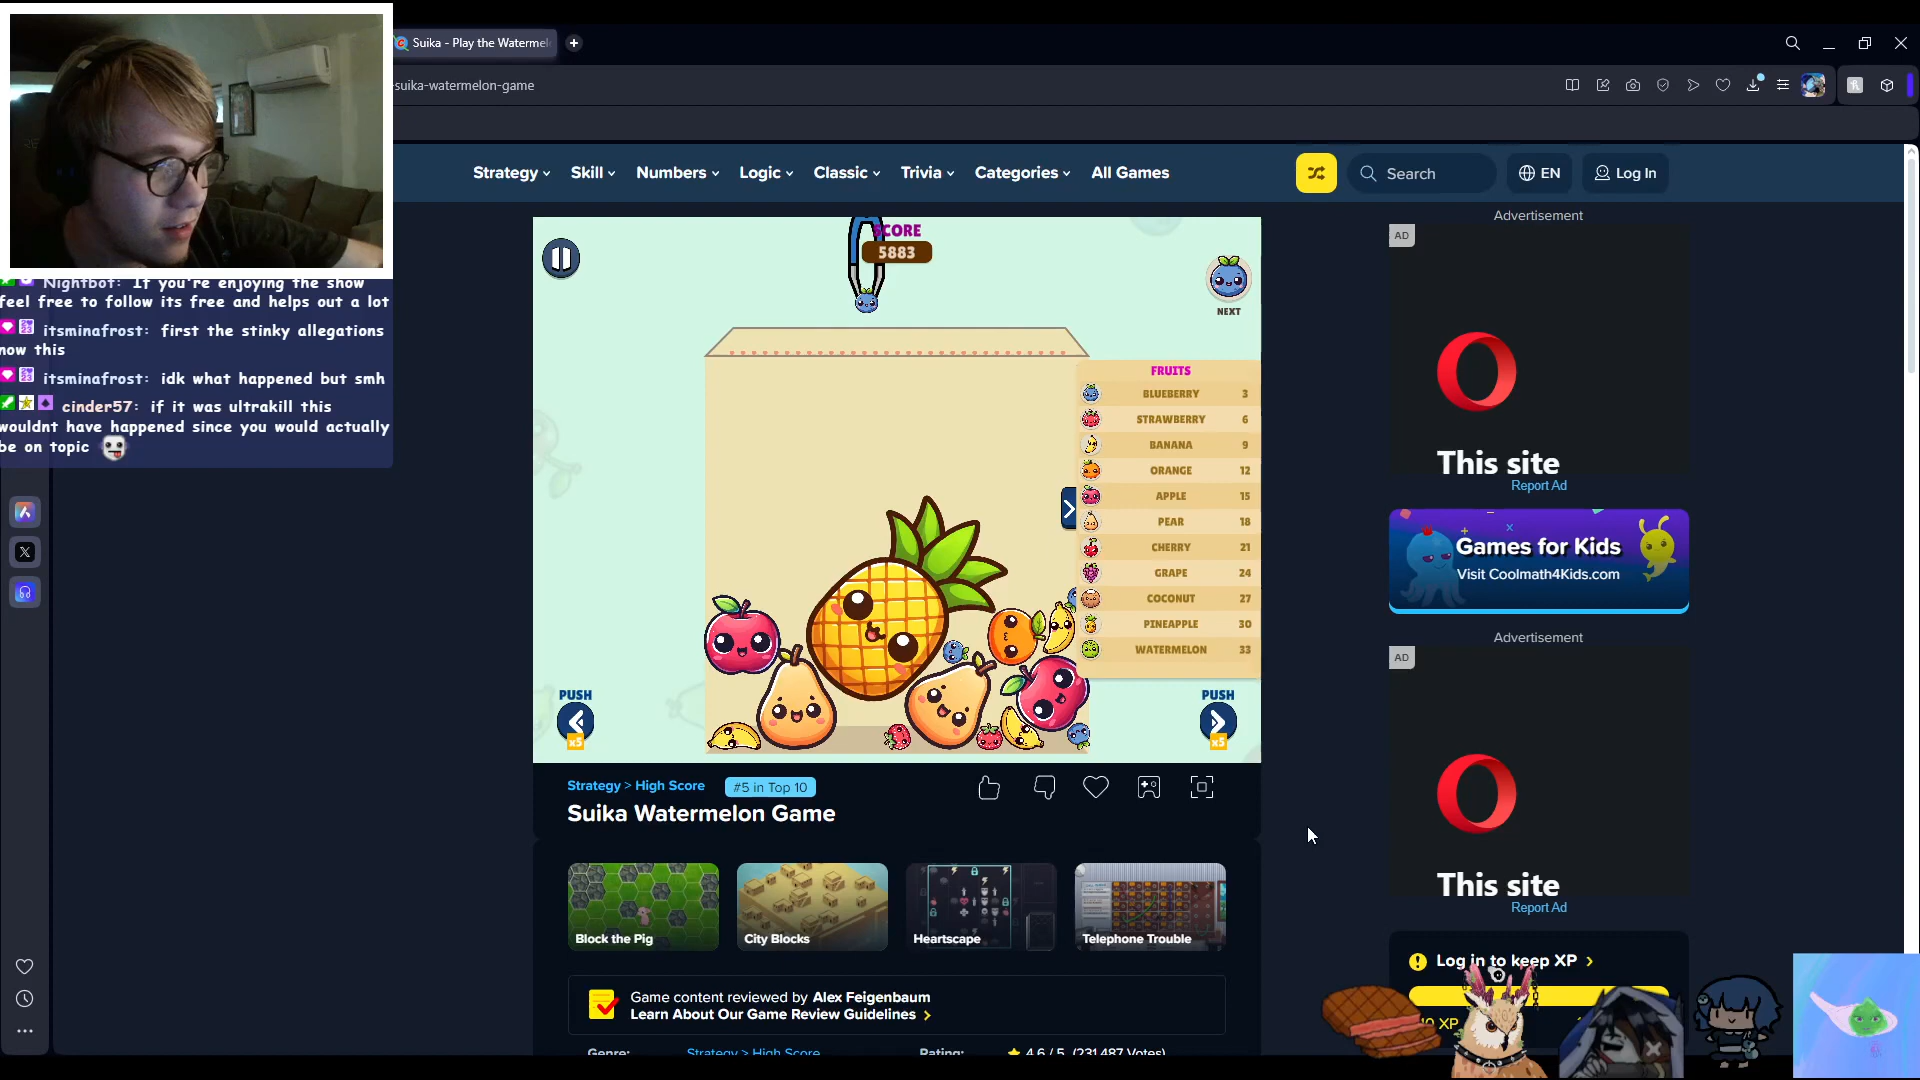 Suika - Play the Watermel
-suika-watermelon-game
Strategy
Skill
Numbers
Logic
Classic
Trivia
Categories
All Games
Search
EN
Log In
Nightbot: If you're enjoying the show
feel free to follow its free and helps out a lot
itsminafrost: first the stinky allegations
now this
itsminafrost: idk what happened but smh
cinder57: if it was ultrakill this
wouldnt have happened since you would actually
be on topic
SCORE
5883
NEXT
FRUITS
BLUEBERRY 3
STRAWBERRY 6
BANANA 9
ORANGE 12
APPLE 15
PEAR 18
CHERRY 21
GRAPE 24
COCONUT 27
PINEAPPLE 30
WATERMELON 33
PUSH
x5
PUSH
x5
Strategy > High Score
#5 in Top 10
Suika Watermelon Game
Block the Pig
City Blocks
Heartscape
Telephone Trouble
Game content reviewed by Alex Feigenbaum
Learn About Our Game Review Guidelines >
Genre:
Strategy > High Score
Rating:
4.6 / 5 (231,487 Votes)
Advertisement
AD
This site
Report Ad
Games for Kids
Visit Coolmath4Kids.com
Advertisement
AD
This site
Report Ad
Log in to keep XP >
XP